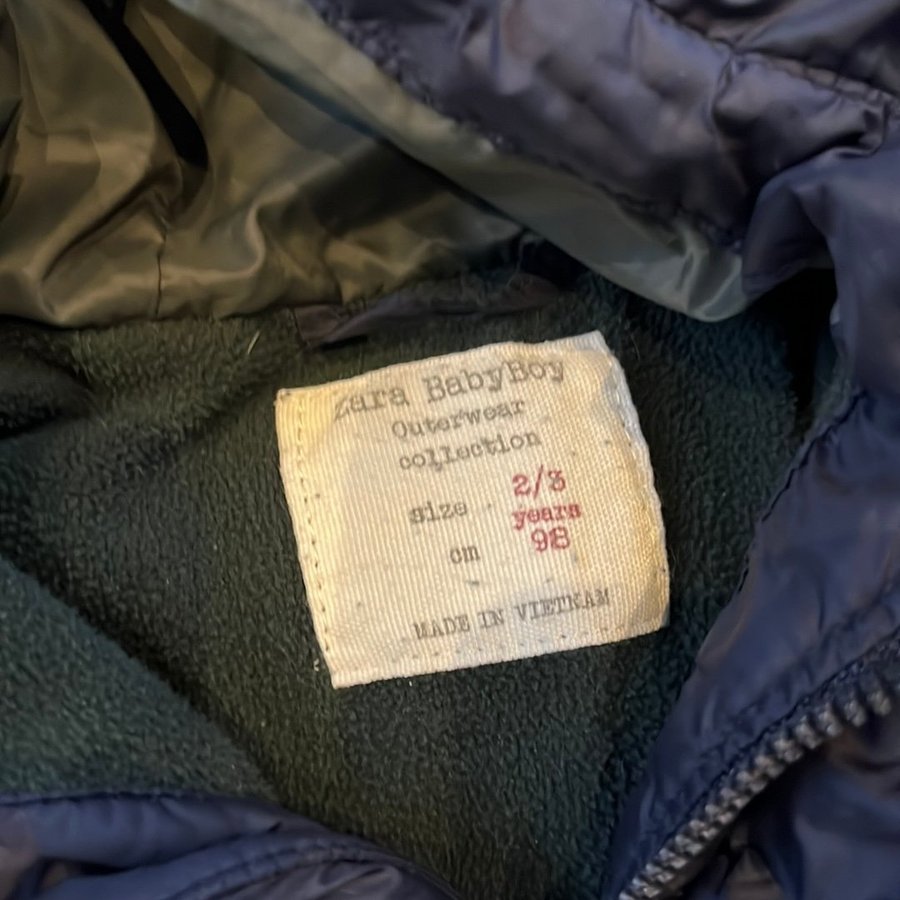 Zara BabyBoy
Outerwear
collection
size 2/3
years
cm 98
MADE IN VIETNAM